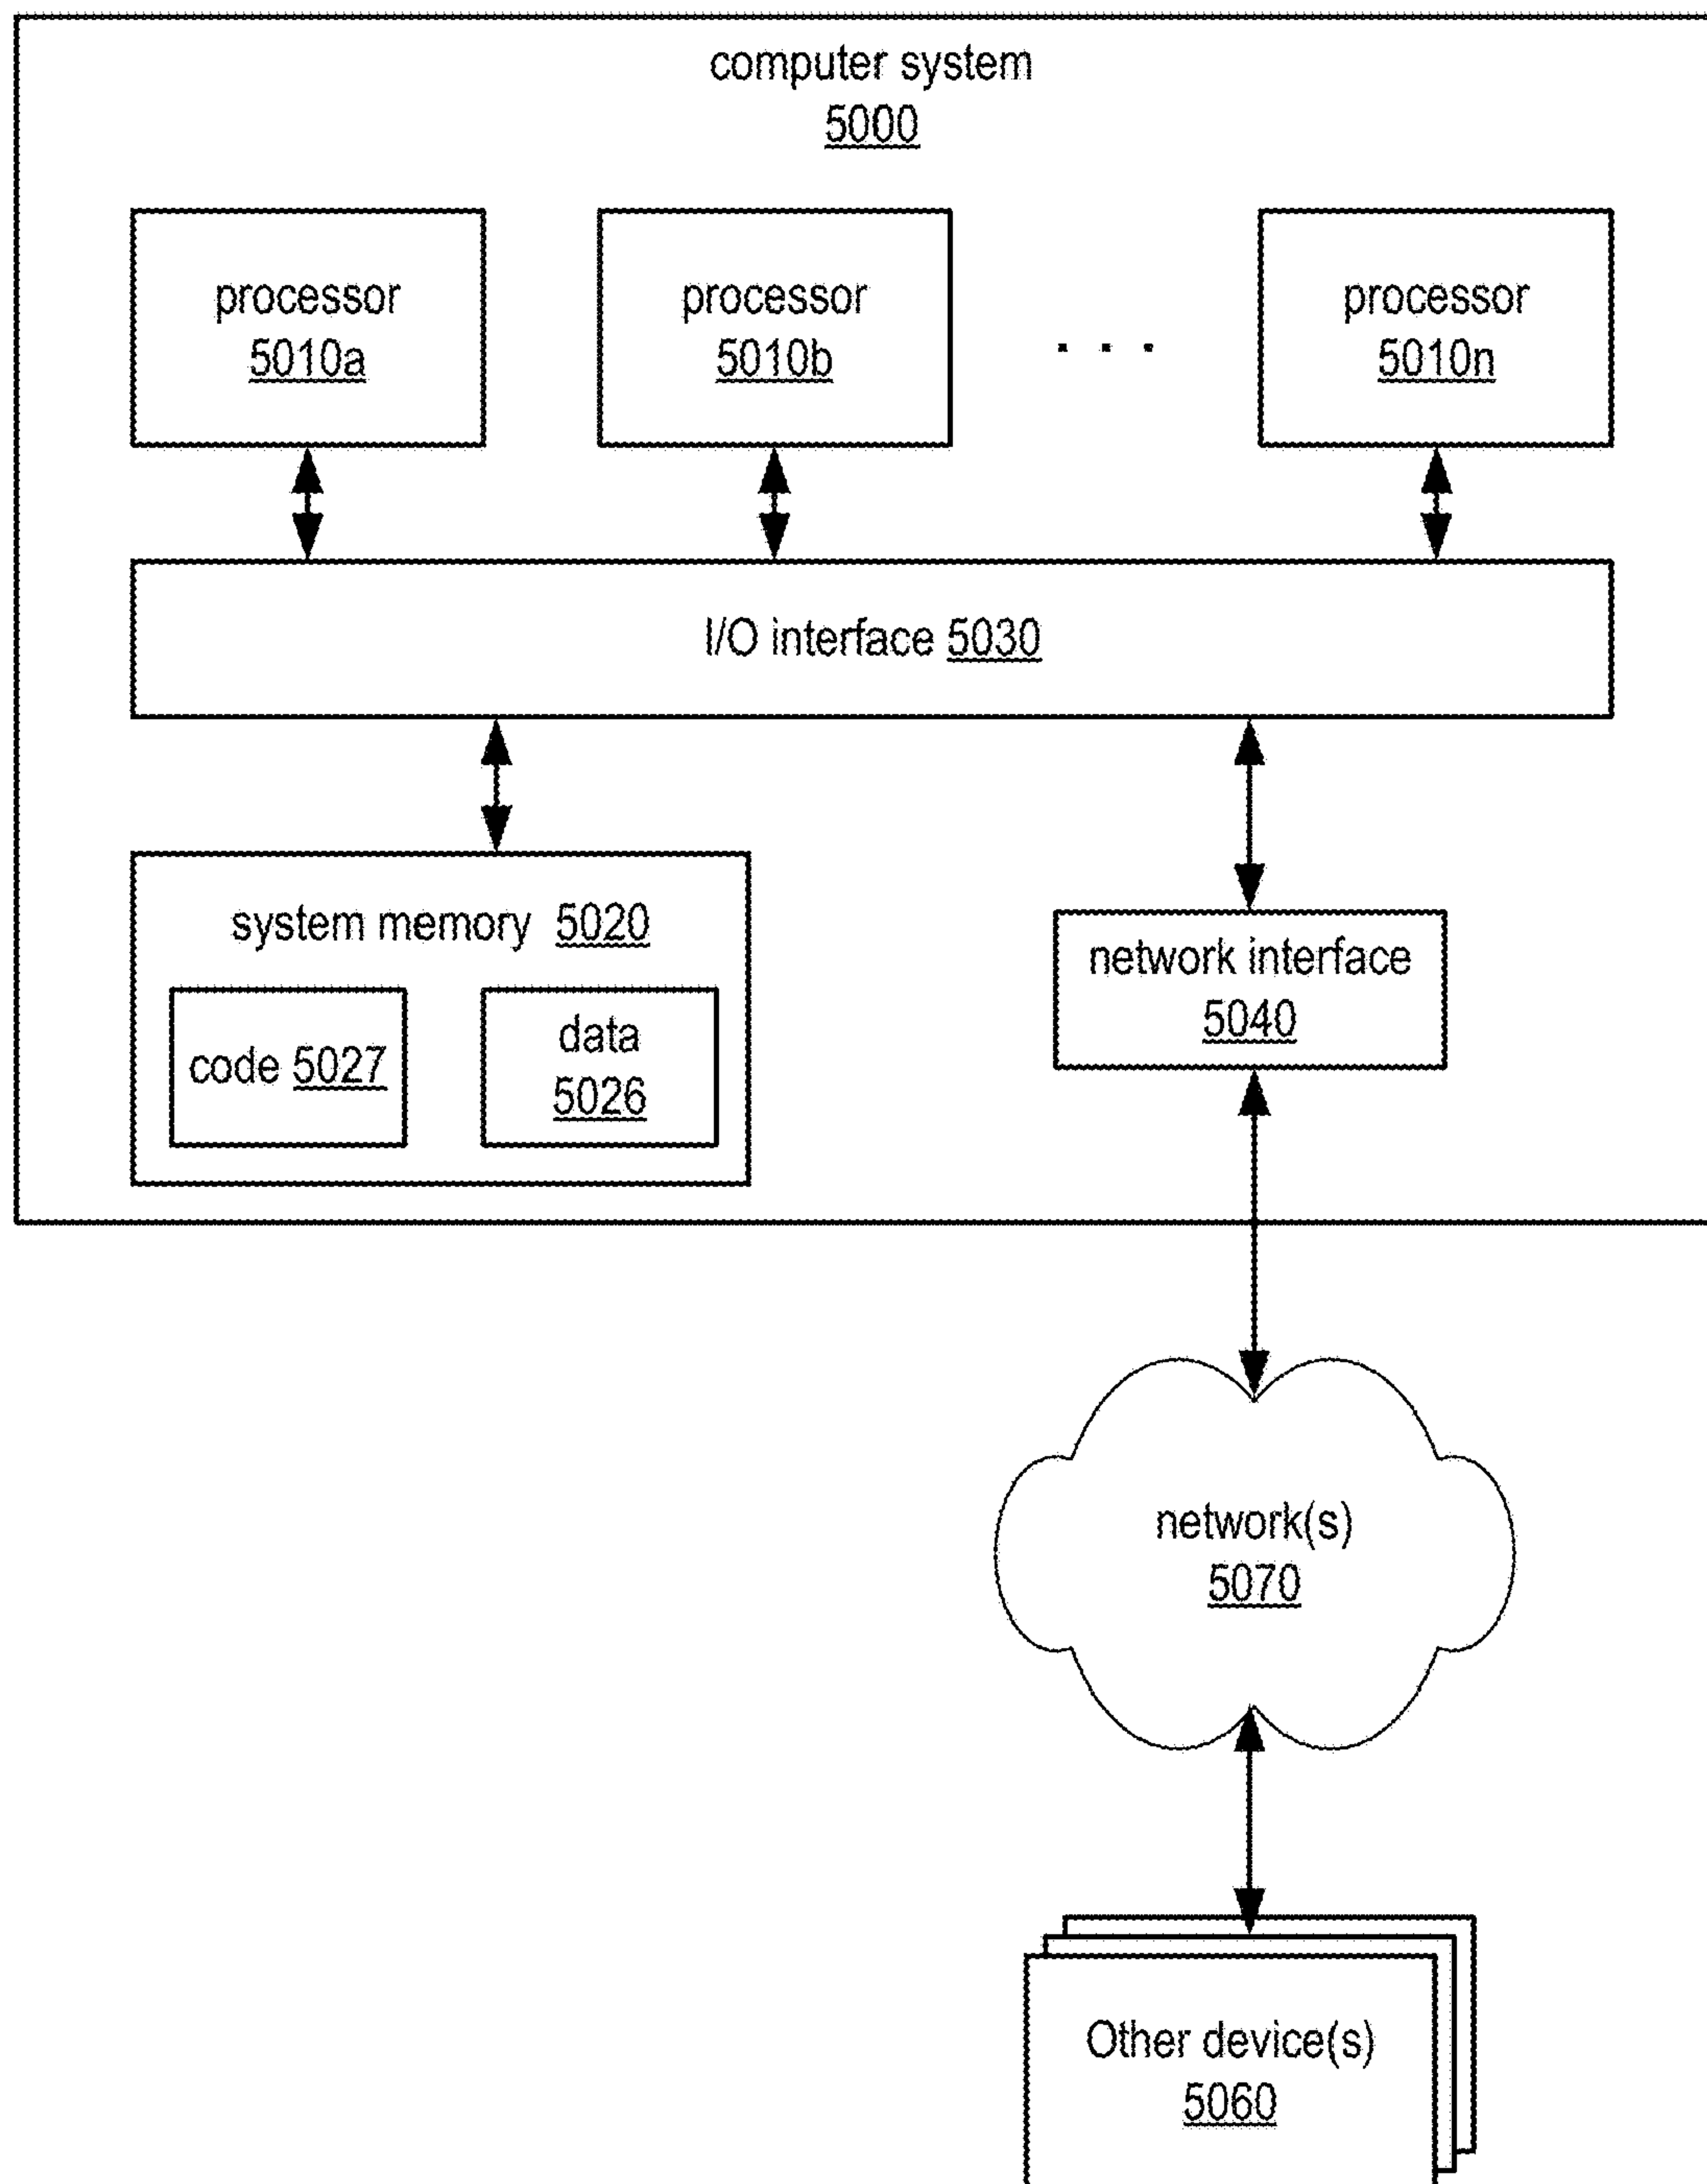 computer system
5000
processor
5010a
processor
5010b
. . .
processor
5010n
I/O interface 5030
system memory 5020
code 5027
data
5026
network interface
5040
network(s)
5070
Other device(s)
5060